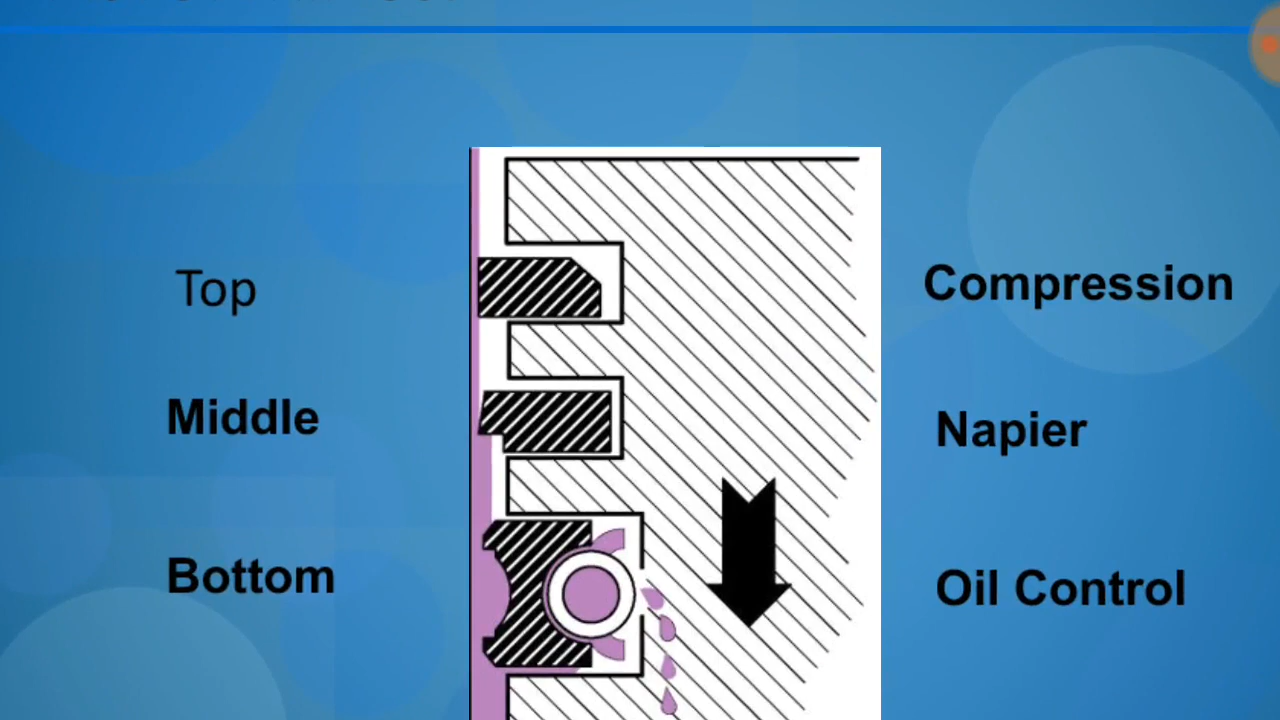 Top
Compression
Middle
Napier
Bottom
Oil Control